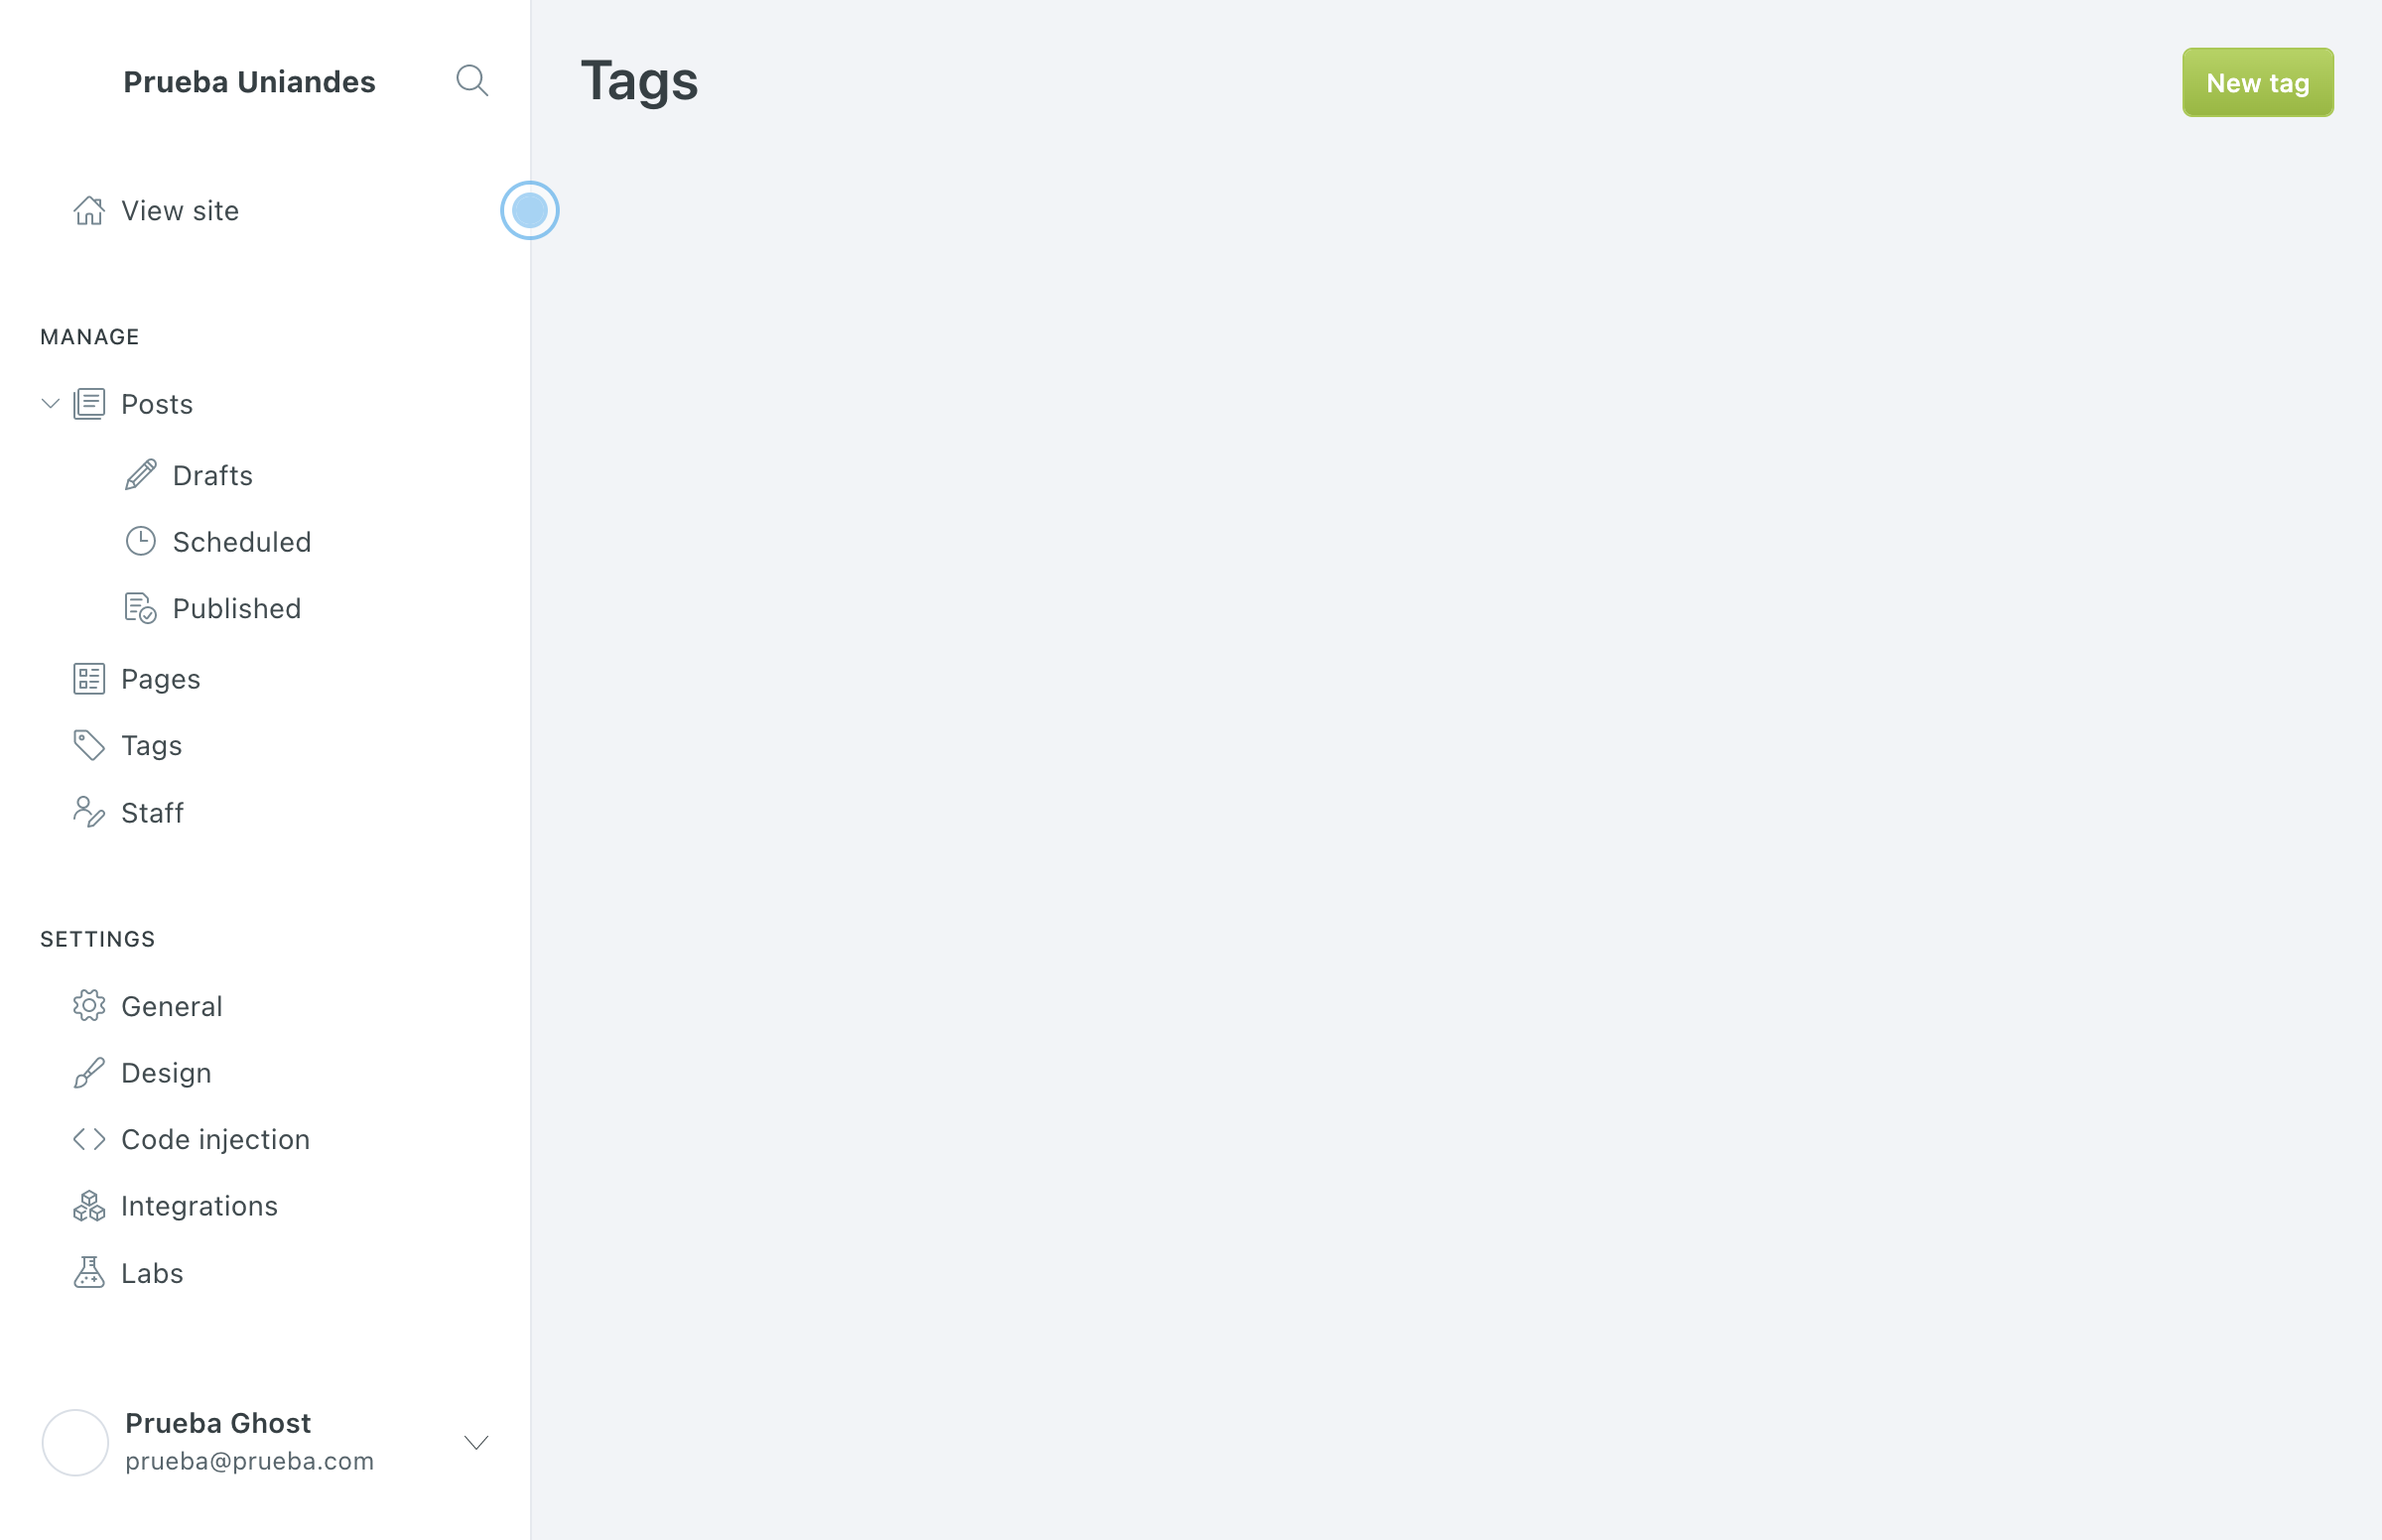 Prueba Uniandes
View site
MANAGE
Posts
Drafts
Scheduled
Published
Pages
Tags
Staff
SETTINGS
General
Design
Code injection
Integrations
Labs
Prueba Ghost
prueba@prueba.com
Tags
New tag